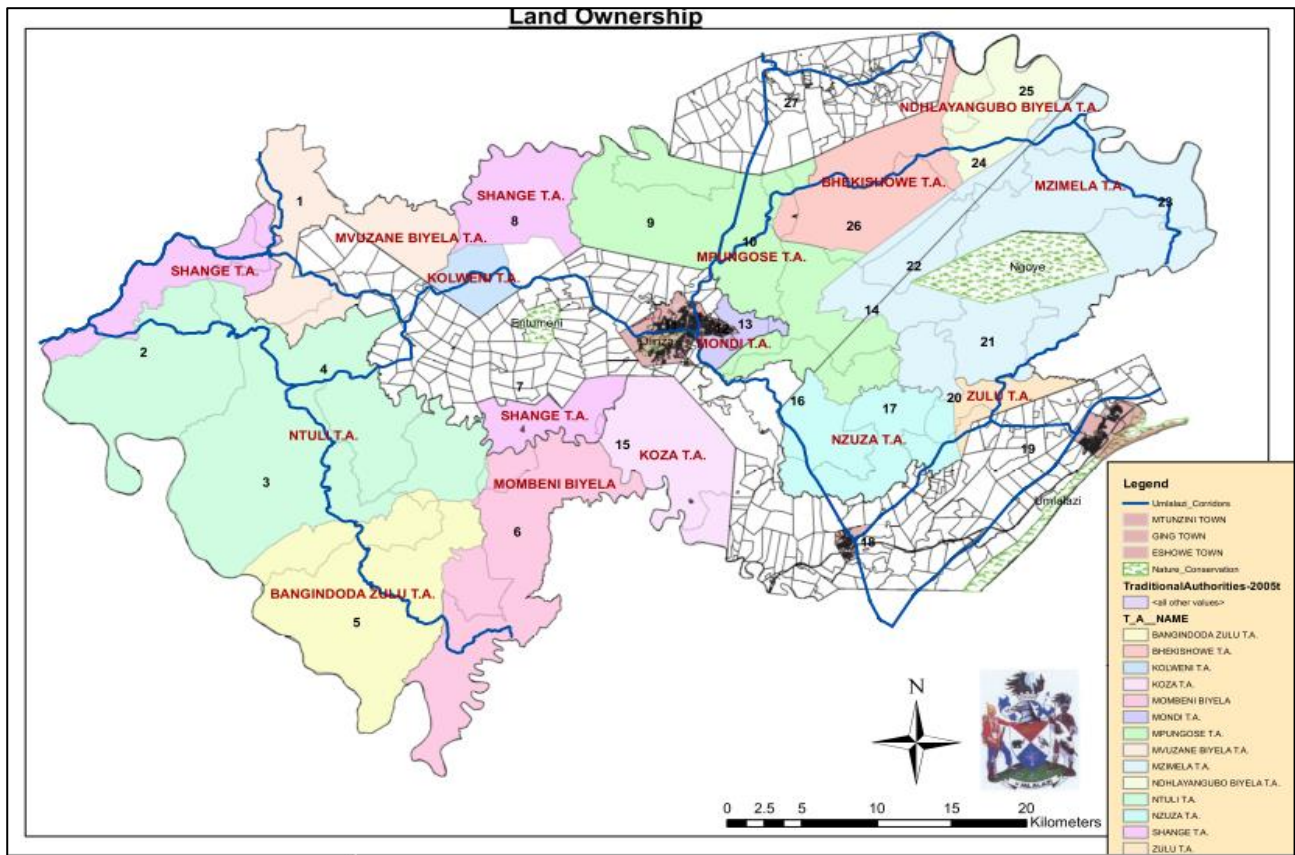 Land Ownership
27
25
NDHLAYANGUBO BIYELA T.A.
24
1
SHANGE T.A.
8
9
BHEKISHOWE T.A.
26
MZIMELA T.A.
23
MVUZANE BIYELA T.A.
10
MPUNGOSE T.A.
SHANGE T.A.
KOLWENI T.A.
22
Ngoye
14
Entumeni
13
MONDI T.A.
2
4
7
21
16
17
20
ZULU T.A.
SHANGE T.A.
4
NTULI T.A.
15
KOZA T.A.
NZUZA T.A.
19
3
MOMBENI BIYELA
6
Umlalazi
18
BANGINDODA ZULU T.A.
5
N
0 2.5 5 10 15 20
Kilometers
Legend
Umlalazi_Corridors
MTUNZINI TOWN
GING TOWN
ESHOWE TOWN
Nature_Conservation
TraditionalAuthorities-2005t
<all other values>
T_A__NAME
BANGINDODA ZULU T.A.
BHEKISHOWE T.A.
KOLWENI T.A.
KOZA T.A.
MOMBENI BIYELA
MONDI T.A.
MPUNGOSE T.A.
MVUZANE BIYELA T.A.
MZIMELA T.A.
NDHLAYANGUBO BIYELA T.A.
NTULI T.A.
NZUZA T.A.
SHANGE T.A.
ZULU T.A.